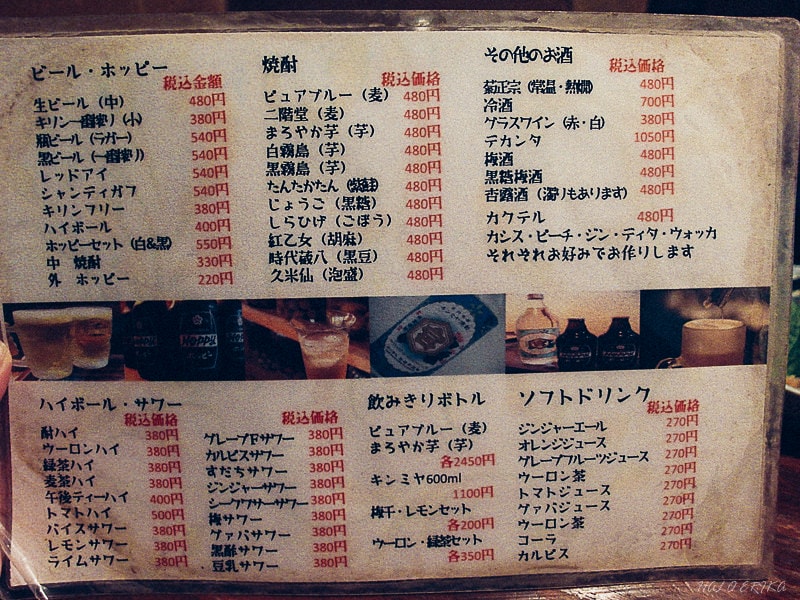 ビール・ホッピー
税込金額
生ビール（中） 480円
キリン一番搾り（小） 380円
瓶ビール（ラガー） 540円
黒ビール（一番搾り） 540円
レッドアイ 540円
シャンディガフ 540円
キリンフリー 380円
ハイボール 400円
ホッピーセット（白&黒） 550円
中 焼酎 330円
外 ホッピー 220円
焼酎
税込価格
ピュアブルー（麦） 480円
二階堂（麦） 480円
まろやか芋（芋） 480円
白霧島（芋） 480円
黒霧島（芋） 480円
たんたかたん（紫蘇） 480円
じょうご（黒糖） 480円
しらひげ（ごぼう） 480円
紅乙女（胡麻） 480円
時代破八（黒豆） 480円
久米仙（泡盛） 480円
その他のお酒
税込価格
菊正宗（常温・熱燗） 480円
冷酒 700円
グラスワイン（赤・白） 380円
デカンタ 1050円
梅酒 480円
黒糖梅酒 480円
杏露酒（濁りもあります） 480円
カクテル 480円
カシス・ピーチ・ジン・ディタ・ウォッカ
それぞれお好みでお作りします
HOPPY
ハイボール・サワー
税込価格
酎ハイ 380円
ウーロンハイ 380円
緑茶ハイ 380円
麦茶ハイ 380円
午後ティーハイ 400円
トマトハイ 500円
バイスサワー 380円
レモンサワー 380円
ライムサワー 380円
税込価格
グレープFサワー 380円
カルピスサワー 380円
すだちサワー 380円
ジンジャーサワー 380円
シークワサーサワー 380円
梅サワー 380円
グァバサワー 380円
黒酢サワー 380円
豆乳サワー 380円
飲みきりボトル
ピュアブルー（麦）
まろやか芋（芋）
各2450円
キンミヤ600ml
1100円
梅干・レモンセット
各200円
ウーロン・緑茶セット
各350円
ソフトドリンク
税込価格
ジンジャーエール 270円
オレンジジュース 270円
グレープフルーツジュース 270円
ウーロン茶 270円
トマトジュース 270円
グァバジュース 270円
ウーロン茶 270円
コーラ 270円
カルピス 270円
HALO ERIKA